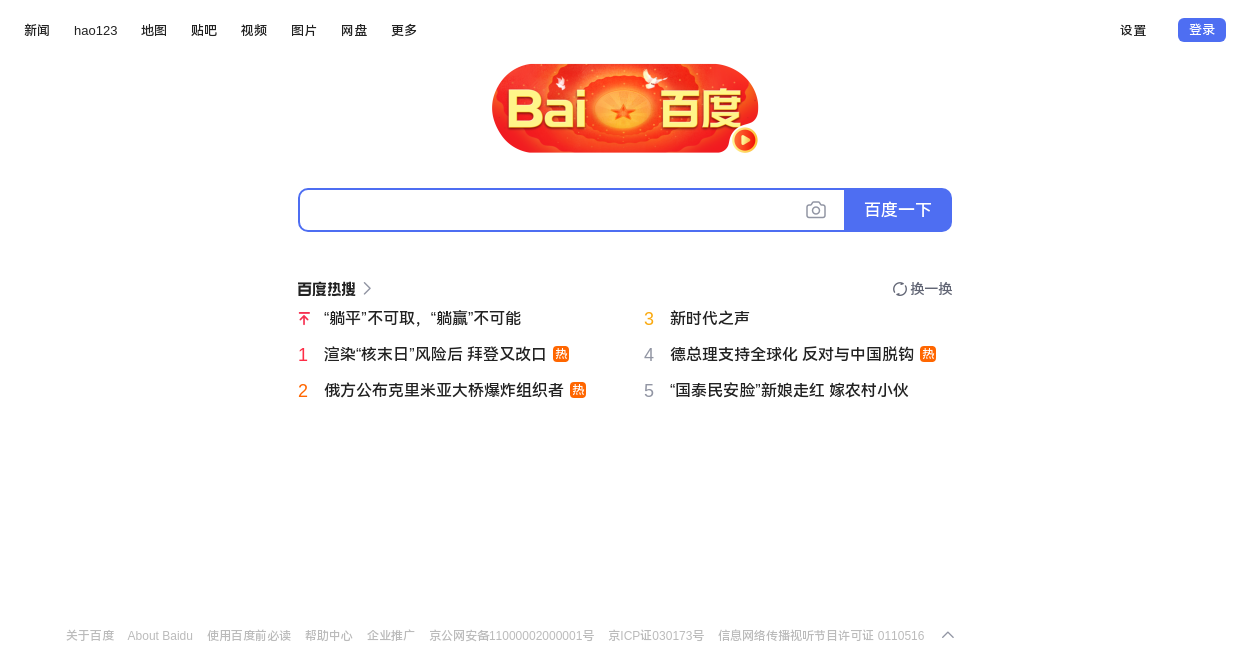 新闻 hao123 地图 贴吧 视频 图片 网盘 更多 设置 登录
Bai 百度
百度一下
百度热搜 换一换
“躺平”不可取，“躺赢”不可能
1 渲染“核末日”风险后 拜登又改口 热
2 俄方公布克里米亚大桥爆炸组织者 热
3 新时代之声
4 德总理支持全球化 反对与中国脱钩 热
5 “国泰民安脸”新娘走红 嫁农村小伙
关于百度 About Baidu 使用百度前必读 帮助中心 企业推广 京公网安备11000002000001号 京ICP证030173号 信息网络传播视听节目许可证 0110516